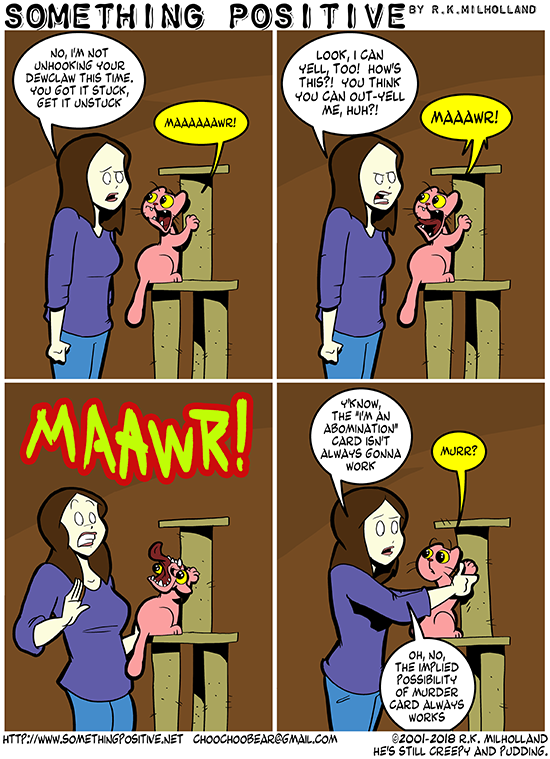 SOMETHING POSITIVE BY R.K.MILHOLLAND
NO, I'M NOT
UNHOOKING YOUR
DEWCLAW THIS TIME.
YOU GOT IT STUCK,
GET IT UNSTUCK
MAAAAAAWR!
LOOK, I CAN
YELL, TOO! HOW'S
THIS?! YOU THINK
YOU CAN OUT-YELL
ME, HUH?!
MAAAWR!
MAAWR!
Y'KNOW,
THE "I'M AN
ABOMINATION"
CARD ISN'T
ALWAYS GONNA
WORK
MURR?
OH, NO,
THE IMPLIED
POSSIBILITY
OF MURDER
CARD ALWAYS
WORKS
HTTP://WWW.SOMETHINGPOSITIVE.NET CHOOCHOOBEAR@GMAIL.COM
©2001-2018 R.K. MILHOLLAND
HE'S STILL CREEPY AND PUDDING.